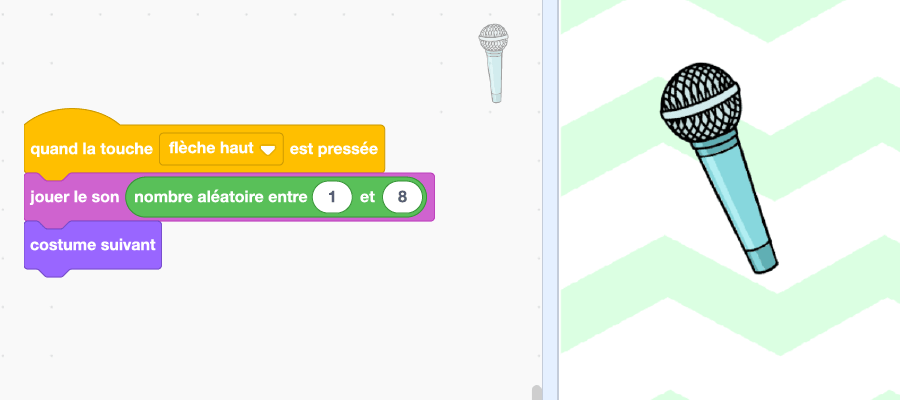 quand la touche flèche haut est pressée
jouer le son nombre aléatoire entre 1 et 8
costume suivant